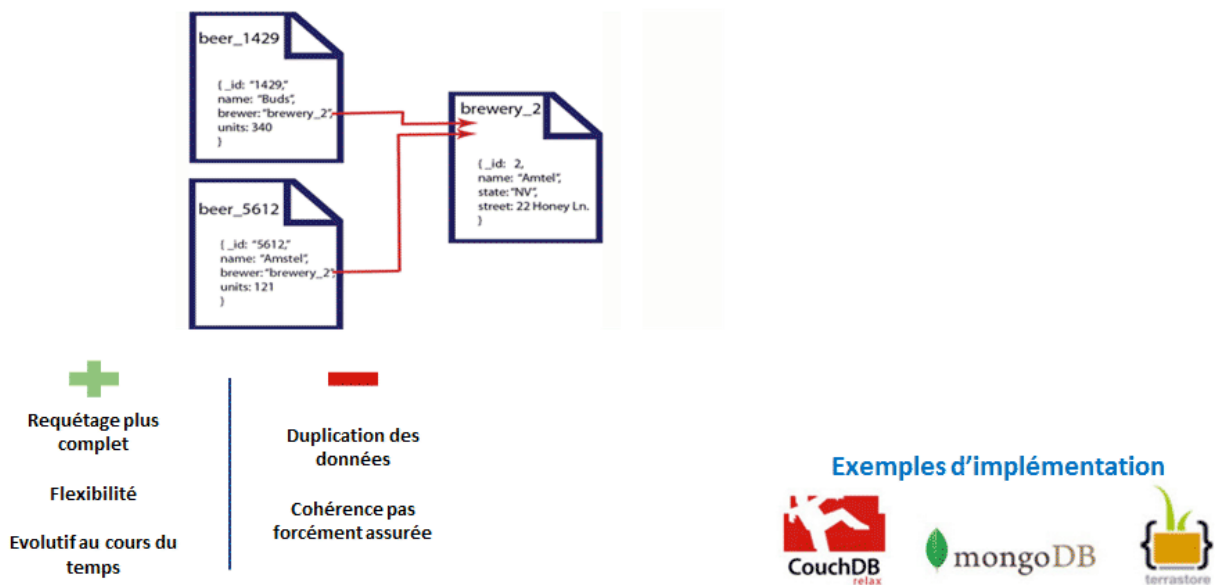 beer_1429
{ _id: "1429,"
name: "Buds",
brewer: "brewery_2",
units: 340
}
brewery_2
{ _id: 2,
name: "Amtel",
state: "NV",
street: 22 Honey Ln.
}
beer_5612
{ _id: "5612,"
name: "Amstel",
brewer: "brewery_2",
units: 121
}
Requétage plus
complet
Flexibilité
Evolutif au cours du
temps
Duplication des
données
Cohérence pas
forcément assurée
Exemples d'implémentation
CouchDB
relax
mongoDB
terrastore